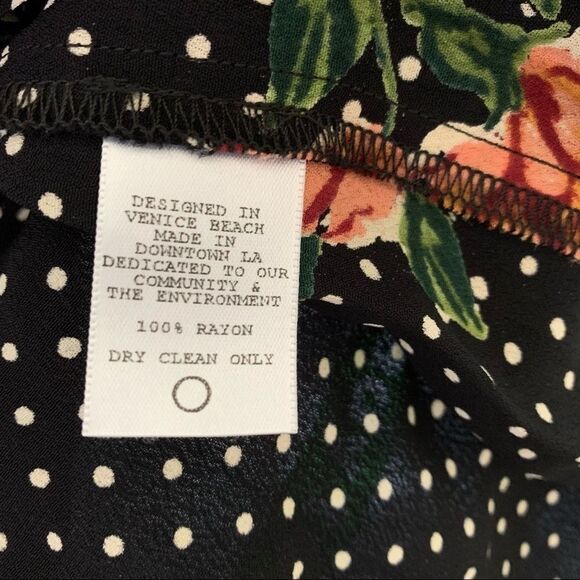 DESIGNED IN
VENICE BEACH
MADE IN
DOWNTOWN LA
DEDICATED TO OUR
COMMUNITY &
THE ENVIRONMENT
100% RAYON
DRY CLEAN ONLY